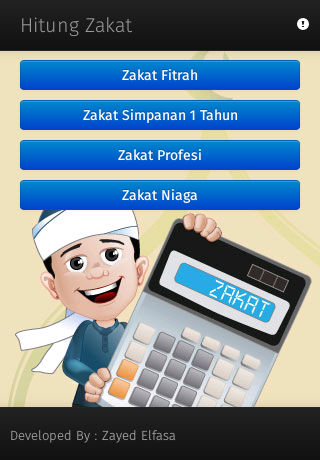 Hitung Zakat
Zakat Fitrah
Zakat Simpanan 1 Tahun
Zakat Profesi
Zakat Niaga
ZAKAT
Developed By : Zayed Elfasa